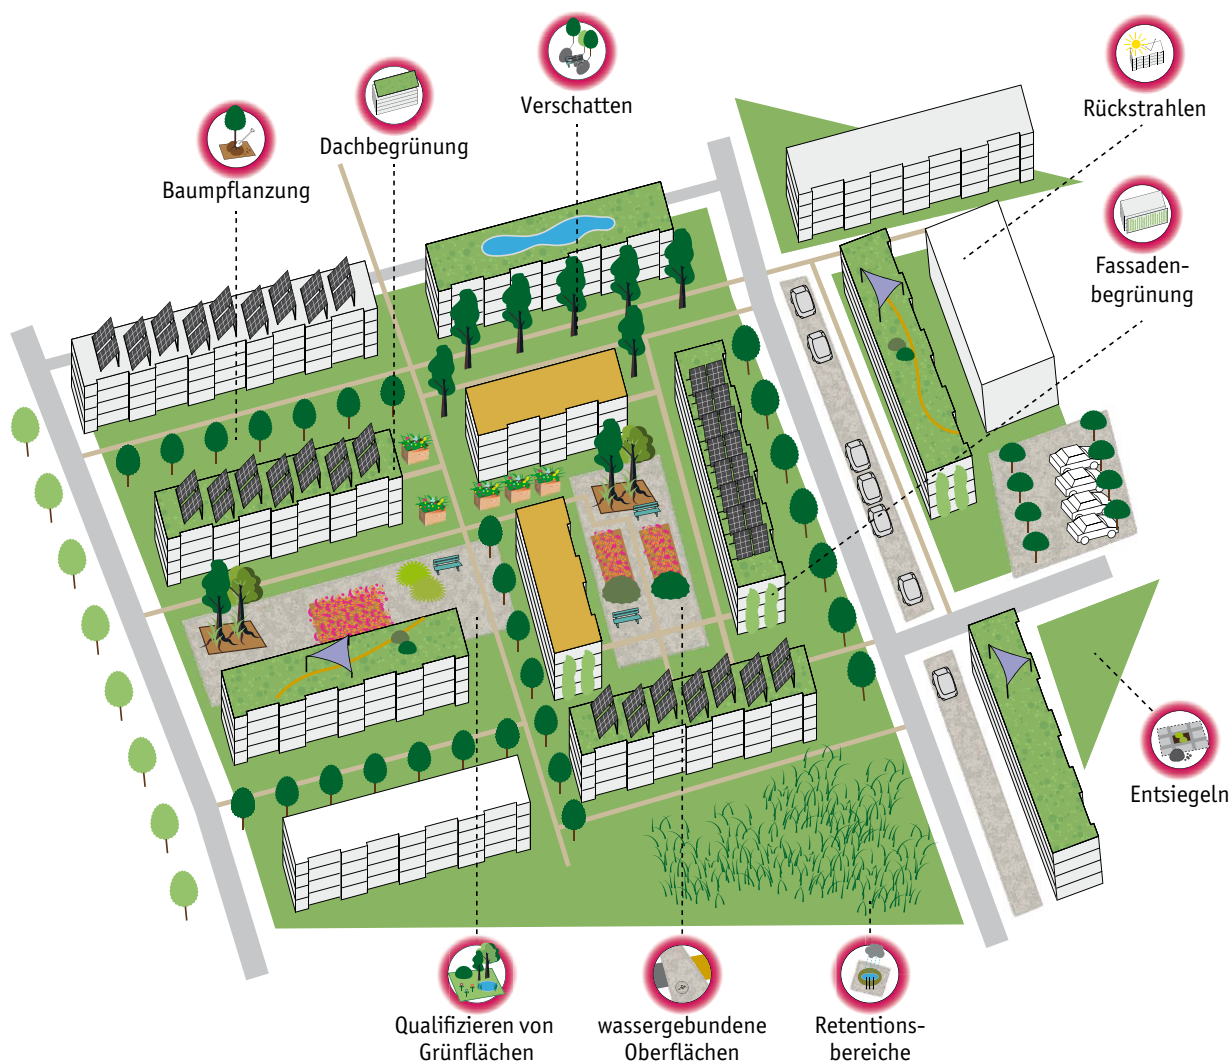 Verschatten
Rückstrahlen
Dachbegrünung
Baumpflanzung
Fassaden-
begrünung
Entsiegeln
Qualifizieren von
Grünflächen
wassergebundene
Oberflächen
Retentions-
bereiche